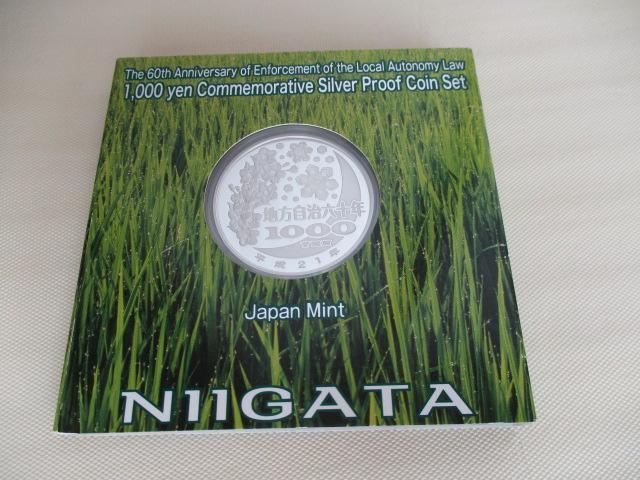 The 60th Anniversary of Enforcement of the Local Autonomy Law
1,000 yen Commemorative Silver Proof Coin Set
地方自治六十年
1000
平成21年
Japan Mint
NIIGATA